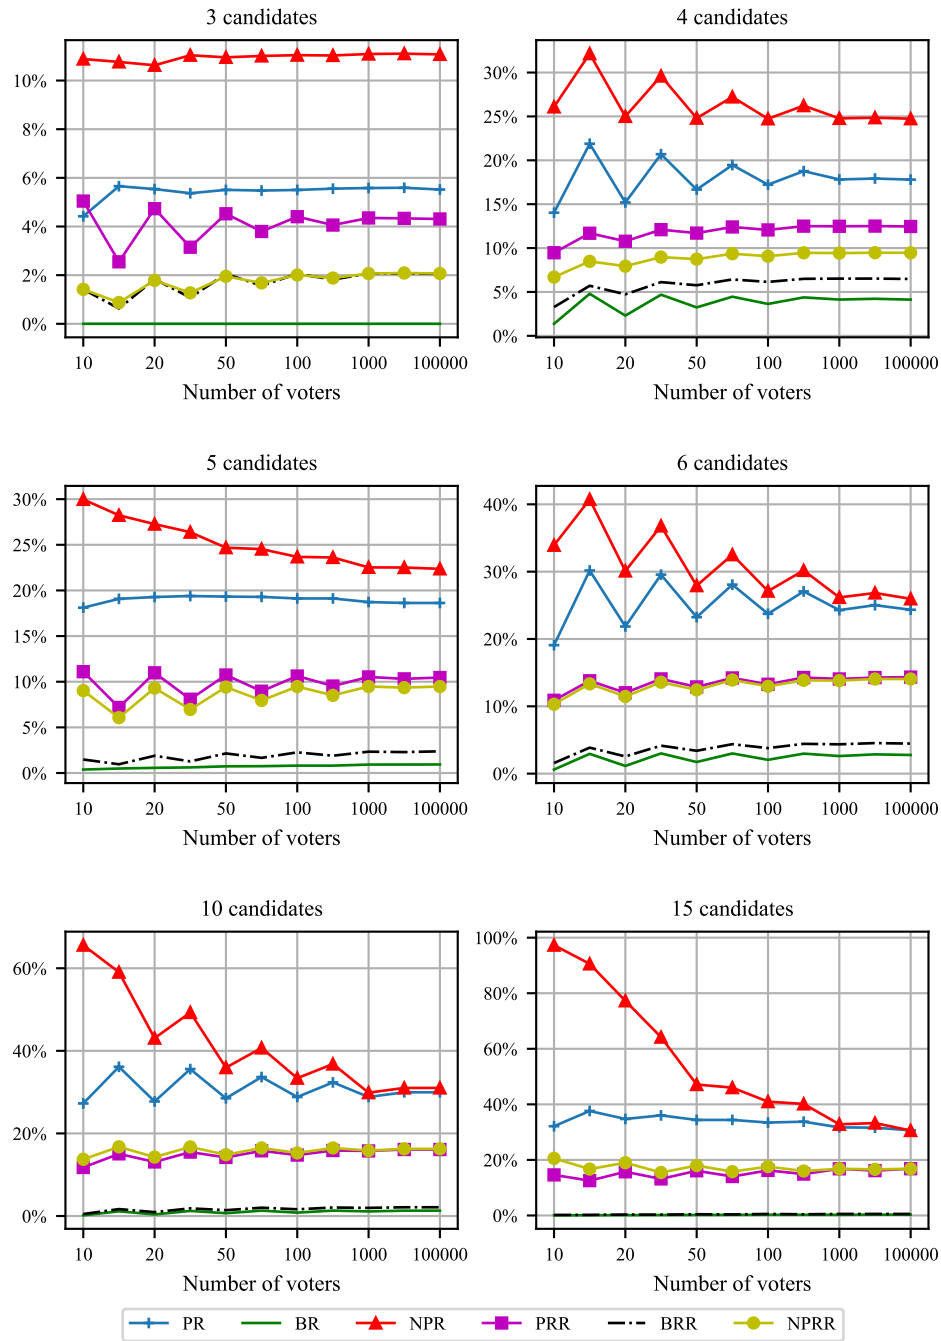 3 candidates
10%
8%
6%
4%
2%
0%
10 20 50 100 1000 100000
Number of voters
4 candidates
30%
25%
20%
15%
10%
5%
0%
10 20 50 100 1000 100000
Number of voters
5 candidates
30%
25%
20%
15%
10%
5%
0%
10 20 50 100 1000 100000
Number of voters
6 candidates
40%
30%
20%
10%
0%
10 20 50 100 1000 100000
Number of voters
10 candidates
60%
40%
20%
0%
10 20 50 100 1000 100000
Number of voters
15 candidates
100%
80%
60%
40%
20%
0%
10 20 50 100 1000 100000
Number of voters
PR BR NPR PRR BRR NPRR